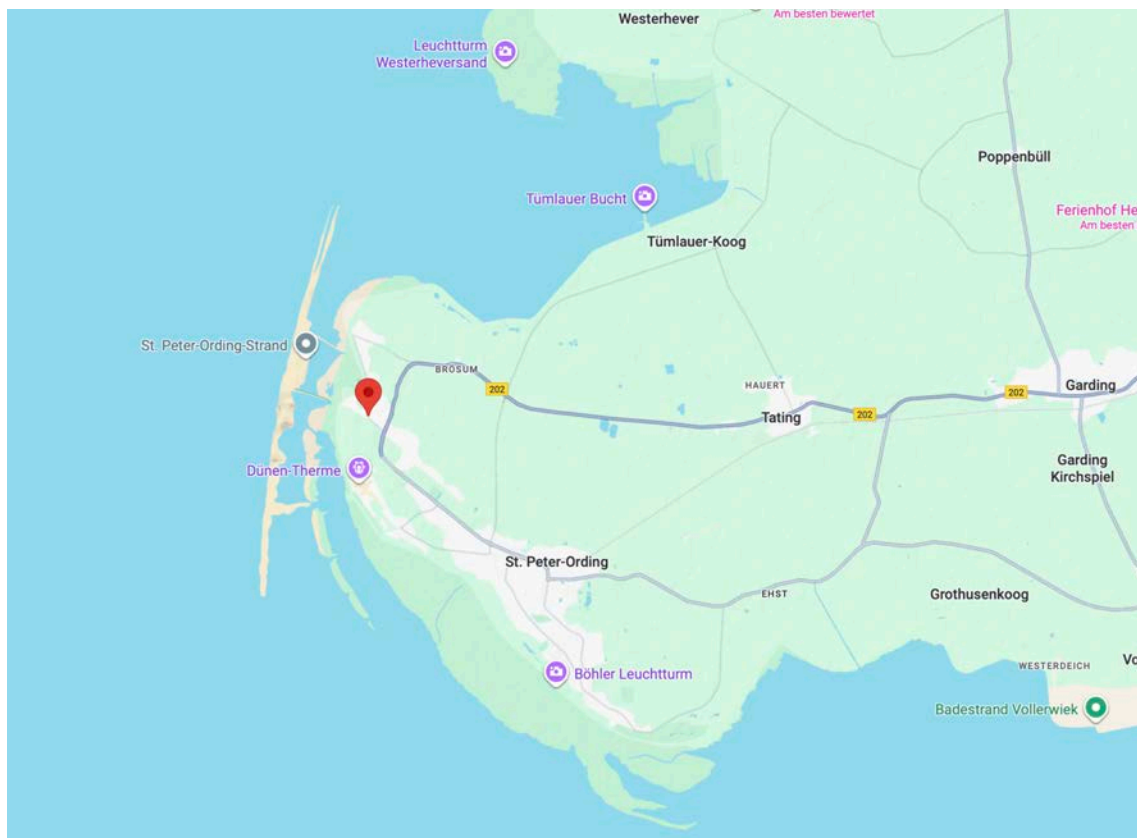 Westerhever
Am besten bewertet
Leuchtturm
Westerheversand
Poppenbüll
Tümlauer Bucht
Ferienhof He
Am besten
Tümlauer-Koog
St. Peter-Ording-Strand
BROSUM
202
HAUERT
Garding
202
Tating
202
Garding
Kirchspiel
Dünen-Therme
St. Peter-Ording
EHST
Grothusenkoog
Vo
WESTERDEICH
Böhler Leuchtturm
Badestrand Vollerwiek